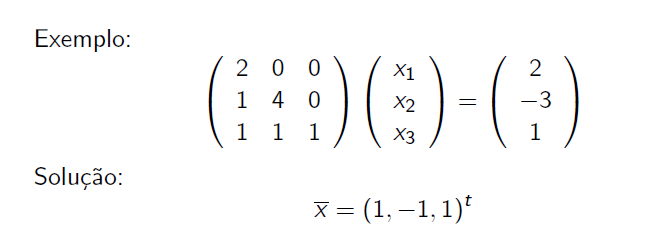 Exemplo:
( 2 0 0 ) ( x₁ ) ( 2 )
( 1 4 0 ) ( x₂ ) = ( −3 )
( 1 1 1 ) ( x₃ ) ( 1 )
Solução:
x̅ = (1, −1, 1)ᵗ